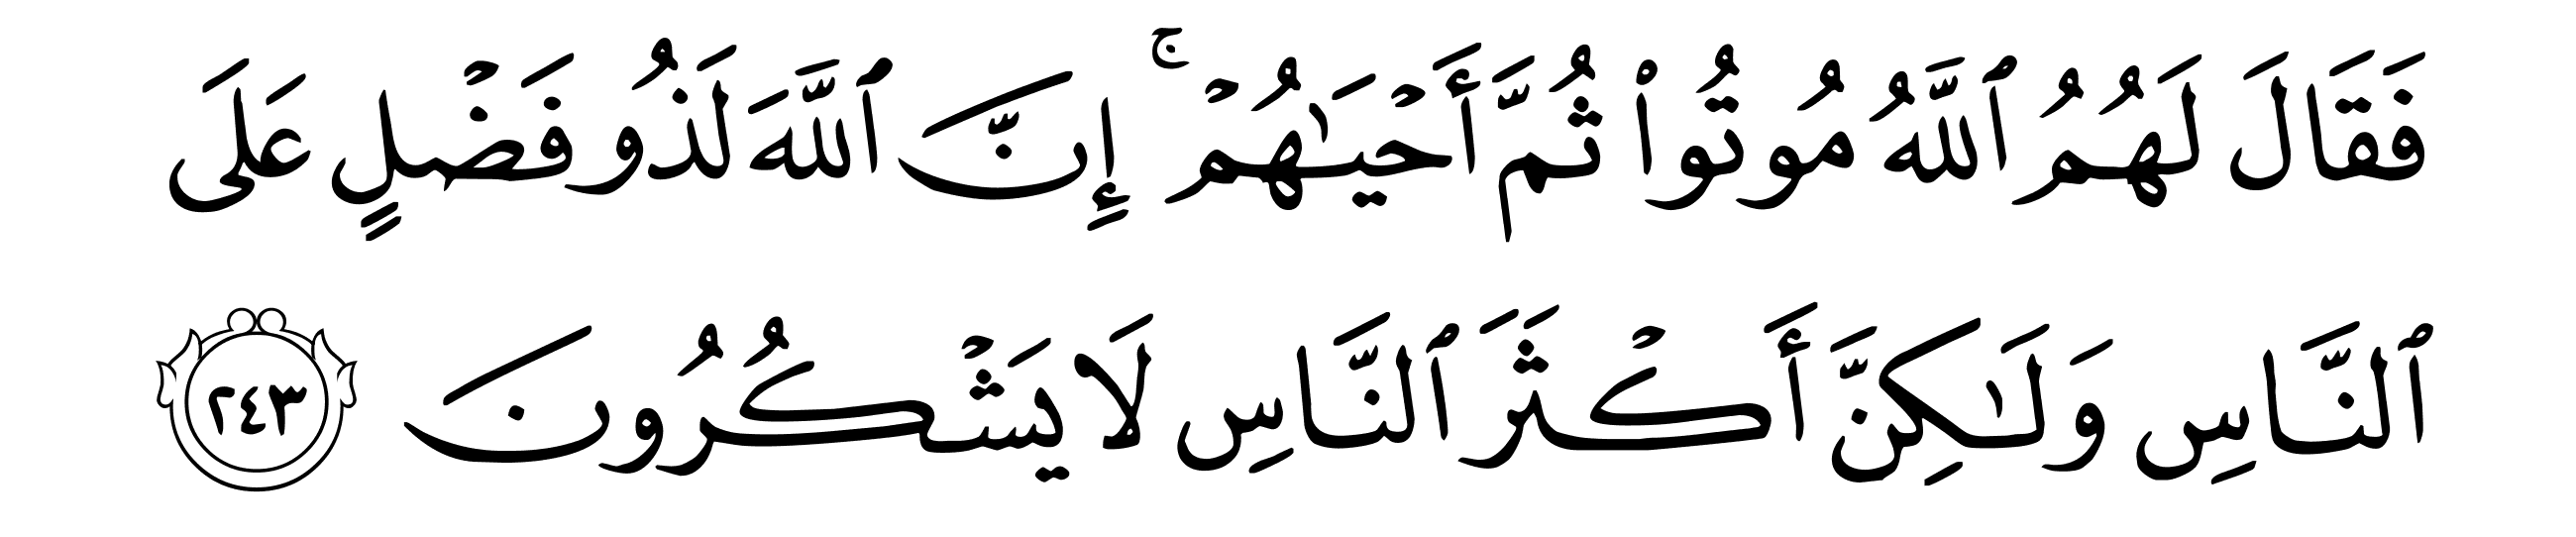 فَقَالَ لَهُمُ ٱللَّهُ مُوتُوا۟ ثُمَّ أَحْيَـٰهُمْ ۚ إِنَّ ٱللَّهَ لَذُو فَضْلٍ عَلَى
ٱلنَّاسِ وَلَـٰكِنَّ أَكْثَرَ ٱلنَّاسِ لَا يَشْكُرُونَ ٢٤٣